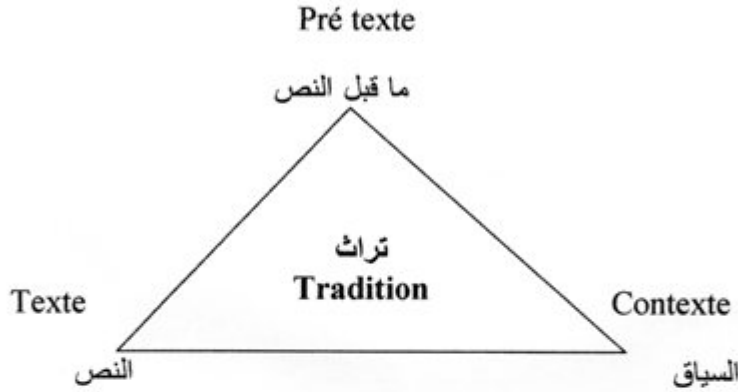 Pré texte
ما قبل النص
تراث
Tradition
Texte
Contexte
النص
السياق